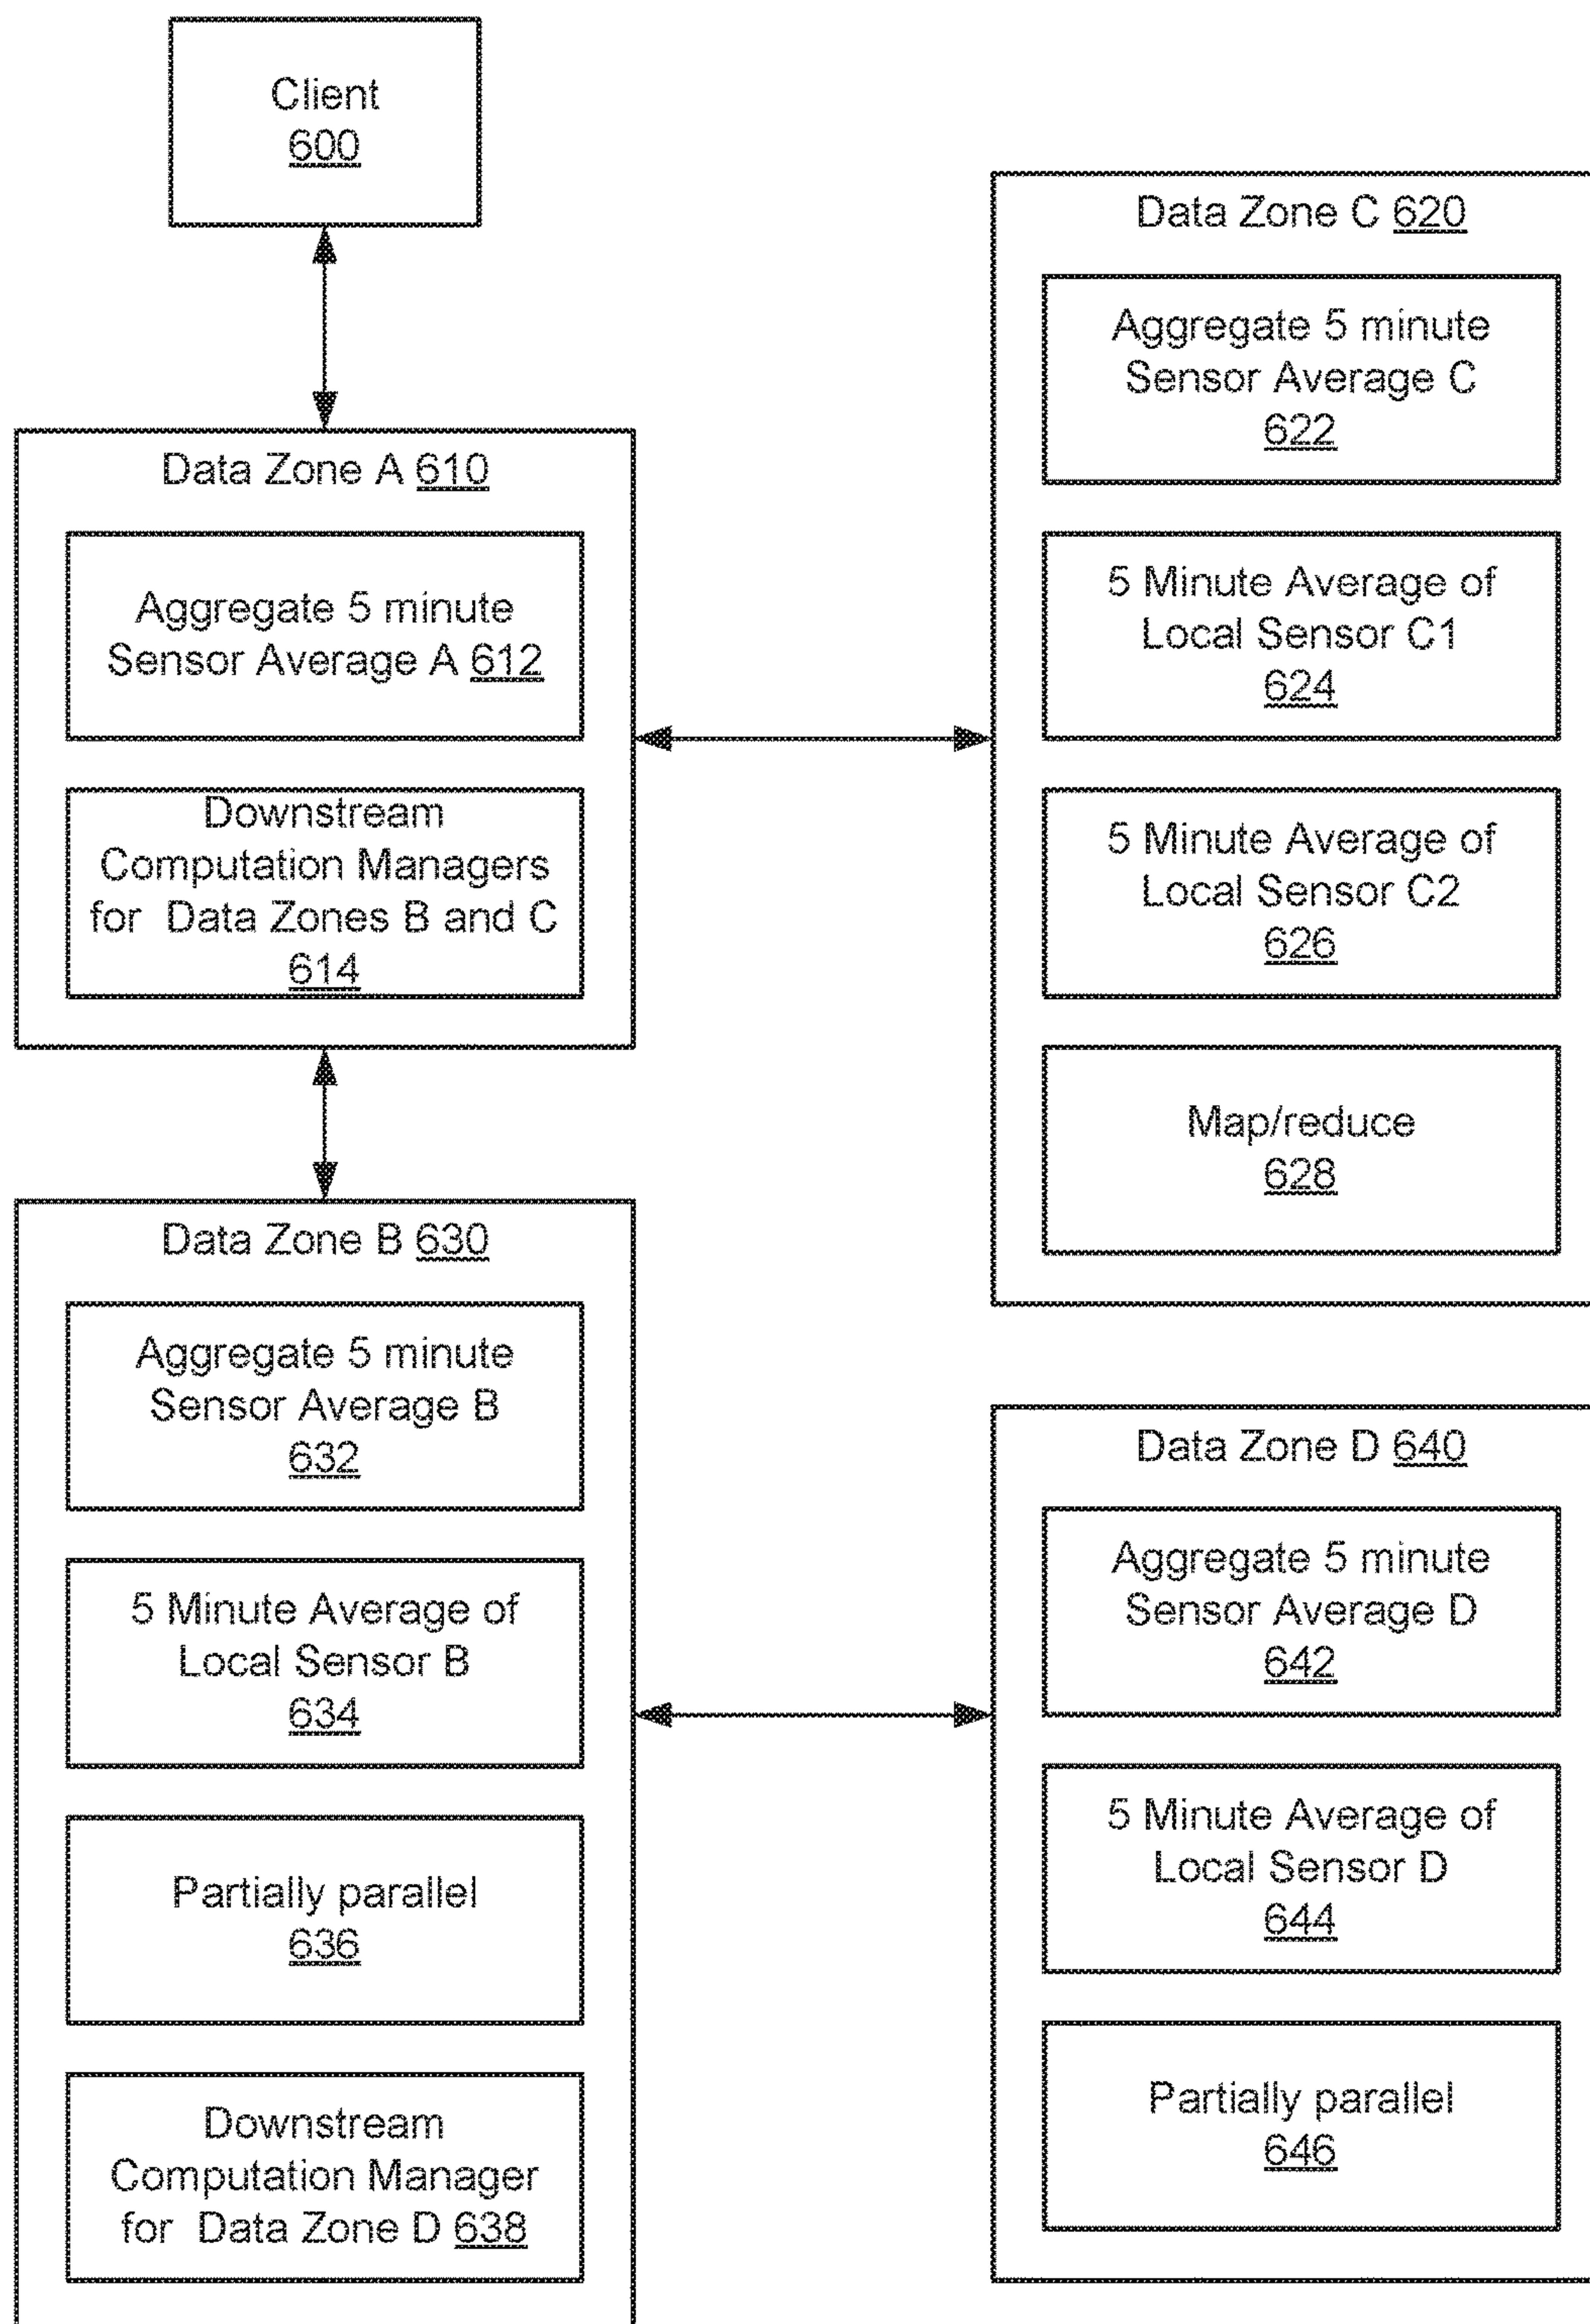 Client
600
Data Zone A 610
Aggregate 5 minute
Sensor Average A 612
Downstream
Computation Managers
for Data Zones B and C
614
Data Zone C 620
Aggregate 5 minute
Sensor Average C
622
5 Minute Average of
Local Sensor C1
624
5 Minute Average of
Local Sensor C2
626
Map/reduce
628
Data Zone B 630
Aggregate 5 minute
Sensor Average B
632
5 Minute Average of
Local Sensor B
634
Partially parallel
636
Downstream
Computation Manager
for Data Zone D 638
Data Zone D 640
Aggregate 5 minute
Sensor Average D
642
5 Minute Average of
Local Sensor D
644
Partially parallel
646